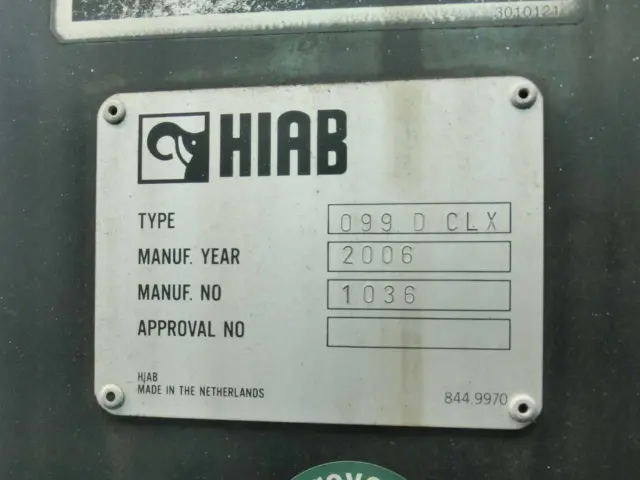 3010121
HIAB
TYPE 099 D CLX
MANUF. YEAR 2006
MANUF. NO 1036
APPROVAL NO
HIAB
MADE IN THE NETHERLANDS
844.9970